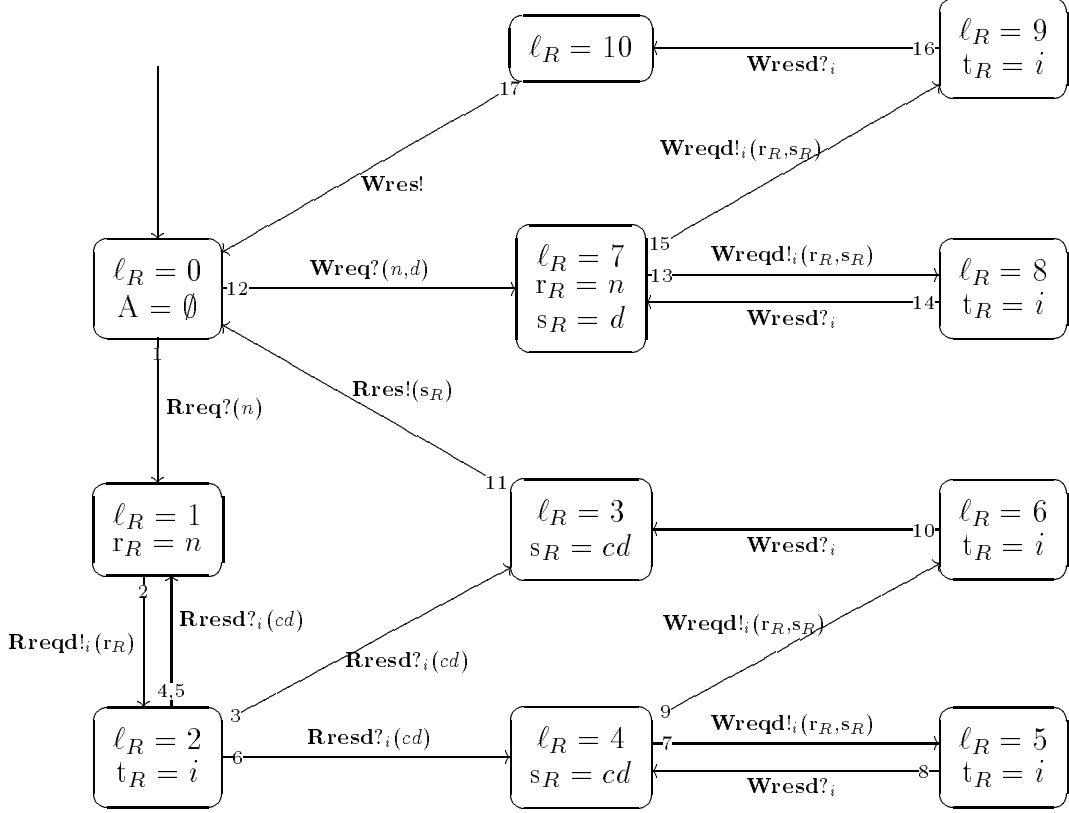 ℓ_R = 10
16
Wresd?_i
ℓ_R = 9
t_R = i
17
Wreqd!_i(r_R,s_R)
Wres!
ℓ_R = 0
A = ∅
12
Wreq?(n,d)
ℓ_R = 7
r_R = n
s_R = d
15
13
Wreqd!_i(r_R,s_R)
14
Wresd?_i
ℓ_R = 8
t_R = i
1
Rreq?(n)
Rres!(s_R)
11
ℓ_R = 1
r_R = n
ℓ_R = 3
s_R = cd
10
Wresd?_i
ℓ_R = 6
t_R = i
2
Rreqd!_i(r_R)
Rresd?_i(cd)
4,5
Rresd?_i(cd)
3
Wreqd!_i(r_R,s_R)
9
ℓ_R = 2
t_R = i
6
Rresd?_i(cd)
ℓ_R = 4
s_R = cd
7
Wreqd!_i(r_R,s_R)
8
Wresd?_i
ℓ_R = 5
t_R = i